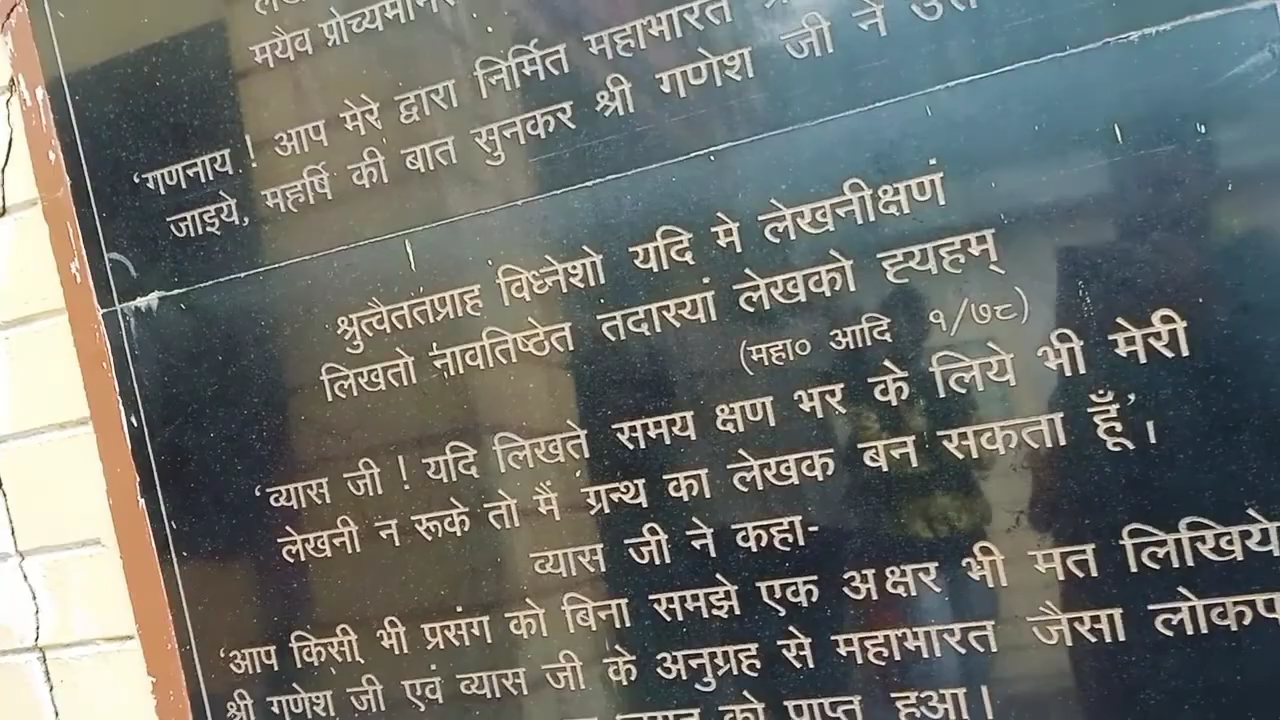 मयैव
'गणनाय ! आप मेरे द्वारा निर्मित महाभारत
जाइये, महर्षि की बात सुनकर श्री गणेश जी ने
श्रुत्वैततंप्राह विध्नेशो यदि मे लेखनीक्षणं
लिखतो नावतिष्ठेत तदास्यां लेखको ह्यहम्
(महा० आदि १/७८)
'व्यास जी ! यदि लिखते समय क्षण भर के लिये भी मेरी
लेखनी न रूके तो मैं ग्रन्थ का लेखक बन सकता हूँ'।
व्यास जी ने कहा-
'आप किसी भी प्रसंग को बिना समझे एक अक्षर भी मत लिखिये
श्री गणेश जी एवं व्यास जी के अनुग्रह से महाभारत जैसा
को प्राप्त हुआ।